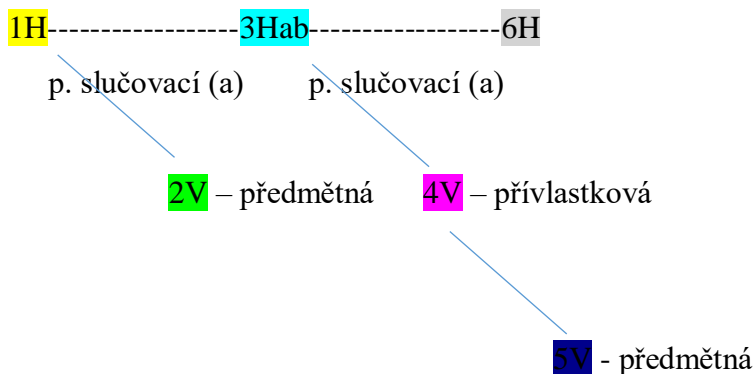 1H-------------------3Hab-------------------6H
p. slučovací (a) p. slučovací (a)
2V – předmětná 4V – přívlastková
5V - předmětná